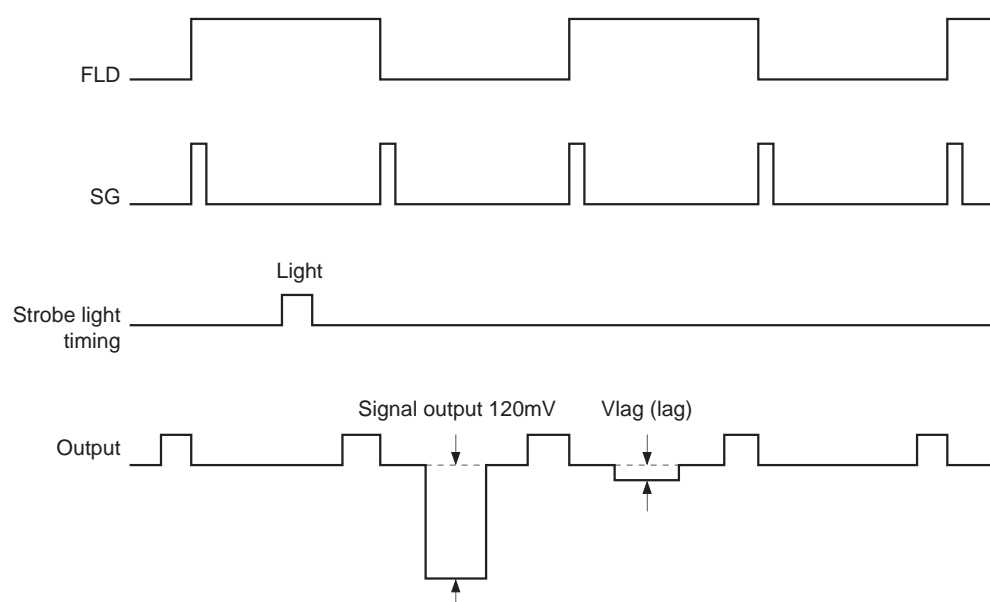 FLD
SG
Light
Strobe light
timing
Signal output 120mV
Vlag (lag)
Output